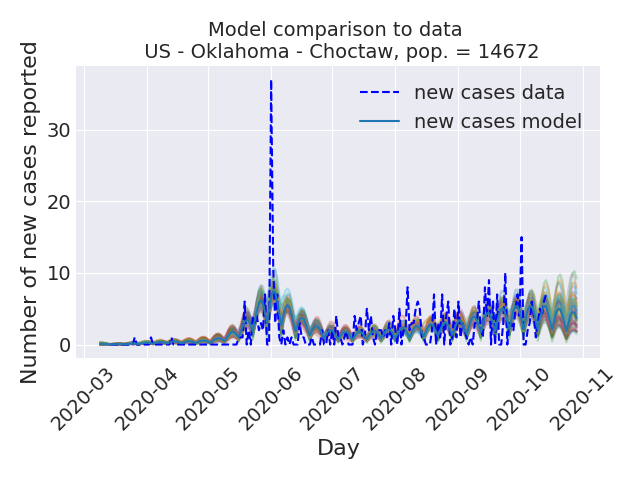 Model comparison to data
US - Oklahoma - Choctaw, pop. = 14672
Number of new cases reported
30
20
10
0
new cases data
new cases model
2020-03
2020-04
2020-05
2020-06
2020-07
2020-08
2020-09
2020-10
2020-11
Day